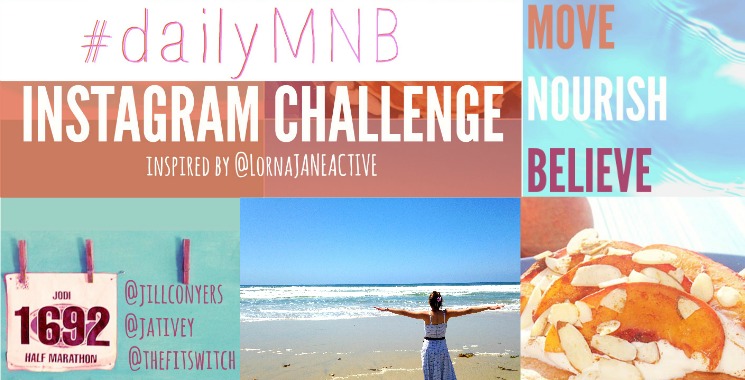 #dailyMNB
INSTAGRAM CHALLENGE
INSPIRED BY @LORNAJANEACTIVE
MOVE
NOURISH
BELIEVE
JODI
1692
HALF MARATHON
@JILLCONYERS
@JATIVEY
@THEFITSWITCH